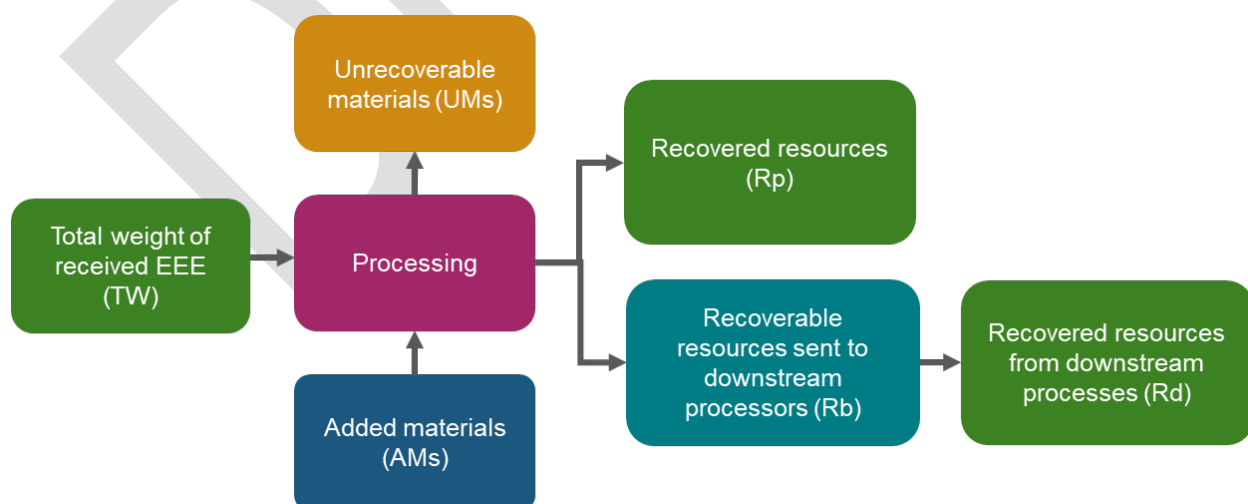 Unrecoverable
materials (UMs)
Recovered resources
(Rp)
Total weight of
received EEE
(TW)
Processing
Recoverable
resources sent to
downstream
processors (Rb)
Recovered resources
from downstream
processes (Rd)
Added materials
(AMs)